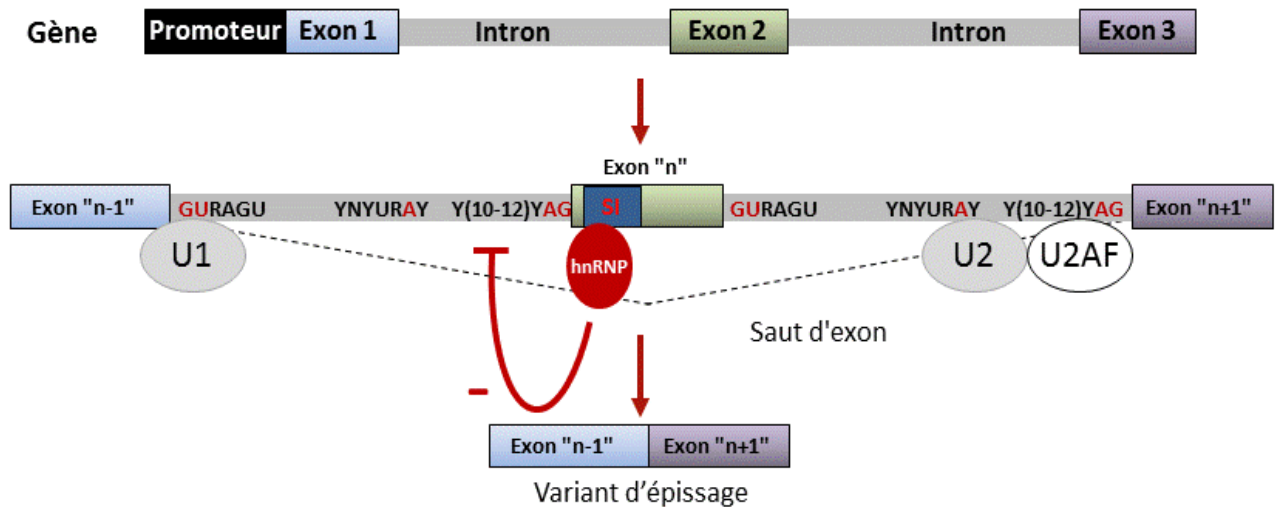 Gène Promoteur Exon 1 Intron Exon 2 Intron Exon 3
Exon "n"
Exon "n-1" GURAGU YNYURAY Y(10-12)YAG SI GURAGU YNYURAY Y(10-12)YAG Exon "n+1"
U1 hnRNP U2 U2AF
Saut d'exon
–
Exon "n-1" Exon "n+1"
Variant d’épissage